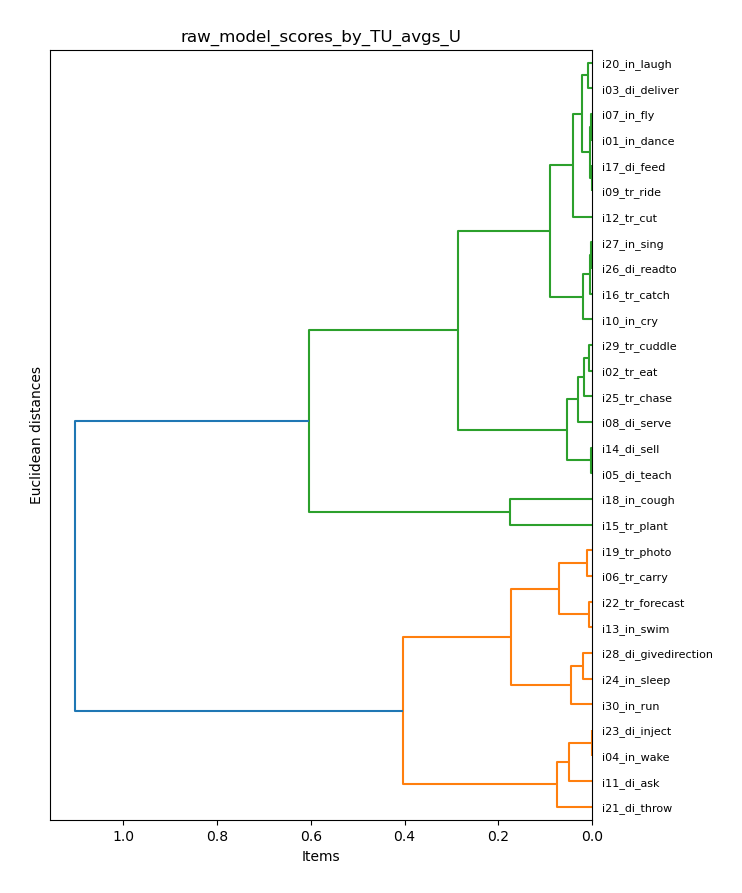 raw_model_scores_by_TU_avgs_U
i20_in_laugh
i03_di_deliver
i07_in_fly
i01_in_dance
i17_di_feed
i09_tr_ride
i12_tr_cut
i27_in_sing
i26_di_readto
i16_tr_catch
i10_in_cry
i29_tr_cuddle
i02_tr_eat
i25_tr_chase
i08_di_serve
i14_di_sell
i05_di_teach
i18_in_cough
i15_tr_plant
i19_tr_photo
i06_tr_carry
i22_tr_forecast
i13_in_swim
i28_di_givedirection
i24_in_sleep
i30_in_run
i23_di_inject
i04_in_wake
i11_di_ask
i21_di_throw
Euclidean distances
1.0 0.8 0.6 0.4 0.2 0.0
Items